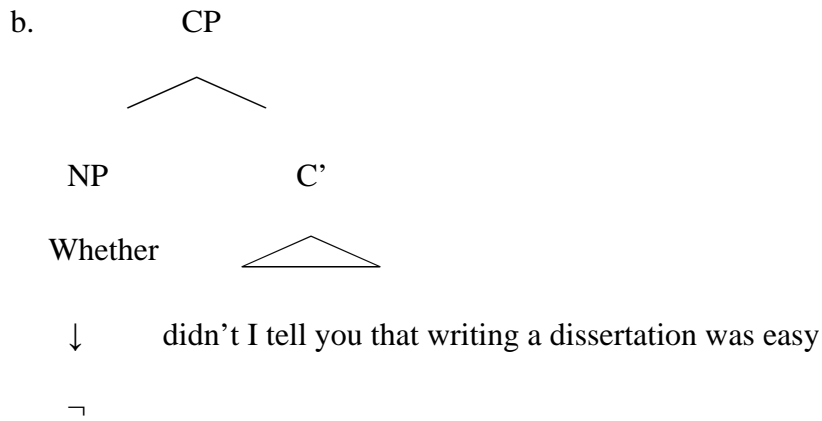 b. CP
NP C’
Whether
↓ didn’t I tell you that writing a dissertation was easy
¬